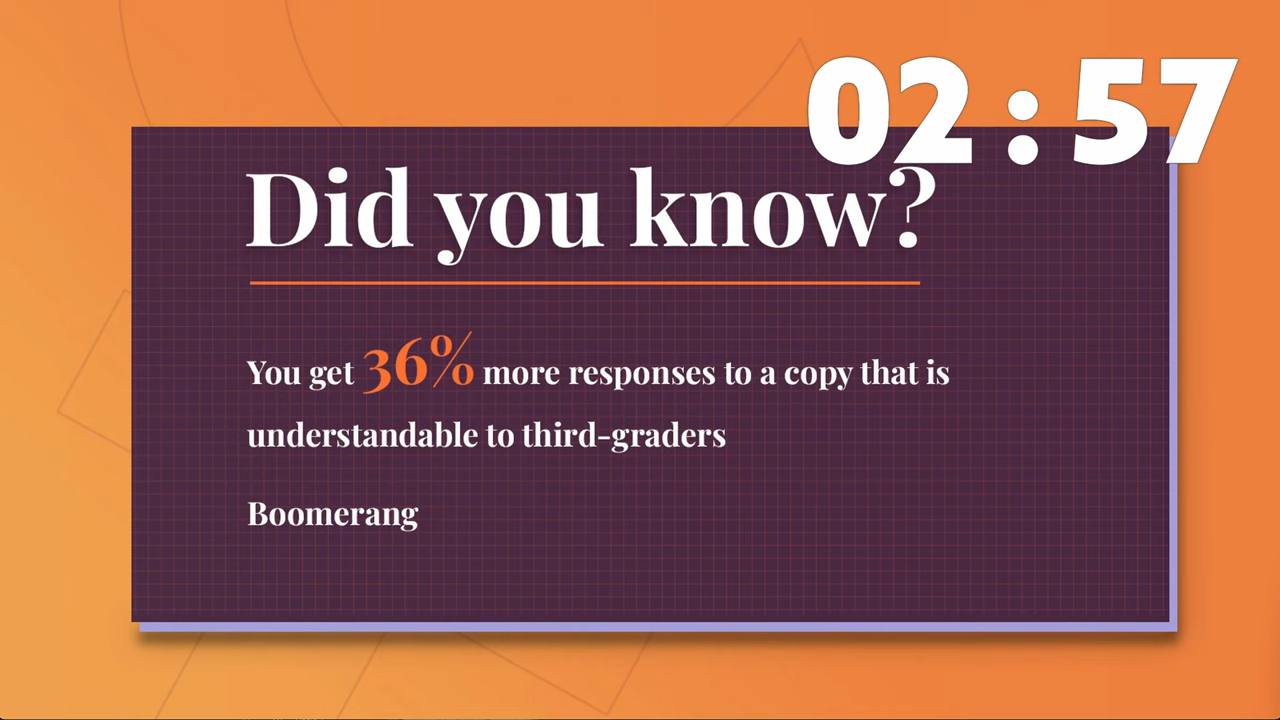 02:57
Did you know?
You get 36% more responses to a copy that is
understandable to third-graders
Boomerang